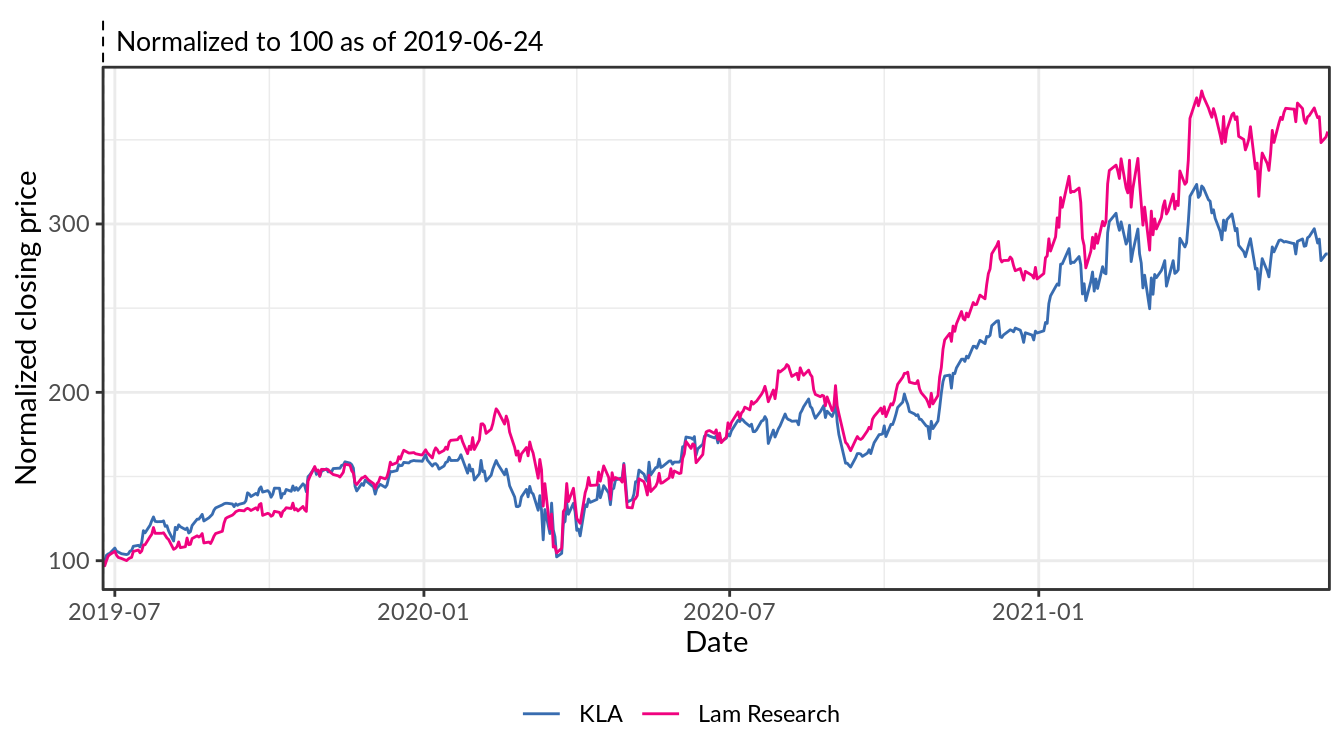 Normalized to 100 as of 2019-06-24
Normalized closing price
300
200
100
2019-07
2020-01
2020-07
2021-01
Date
KLA
Lam Research